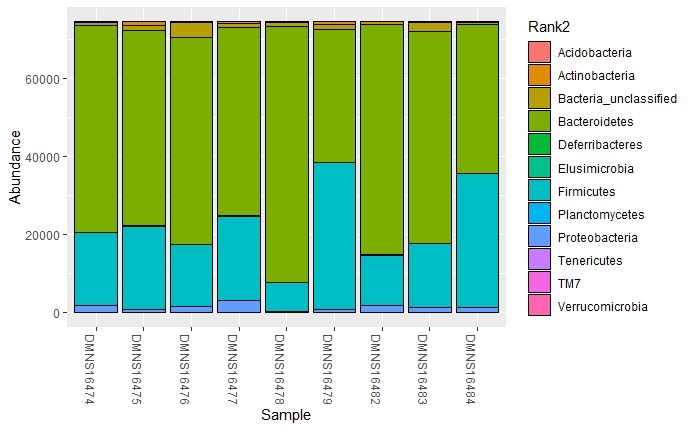 Rank2
Acidobacteria
Actinobacteria
Bacteria_unclassified
Bacteroidetes
Deferribacteres
Elusimicrobia
Firmicutes
Planctomycetes
Proteobacteria
Tenericutes
TM7
Verrucomicrobia
Abundance
60000
40000
20000
0
DMNS16474
DMNS16475
DMNS16476
DMNS16477
DMNS16478
DMNS16479
DMNS16482
DMNS16483
DMNS16484
Sample